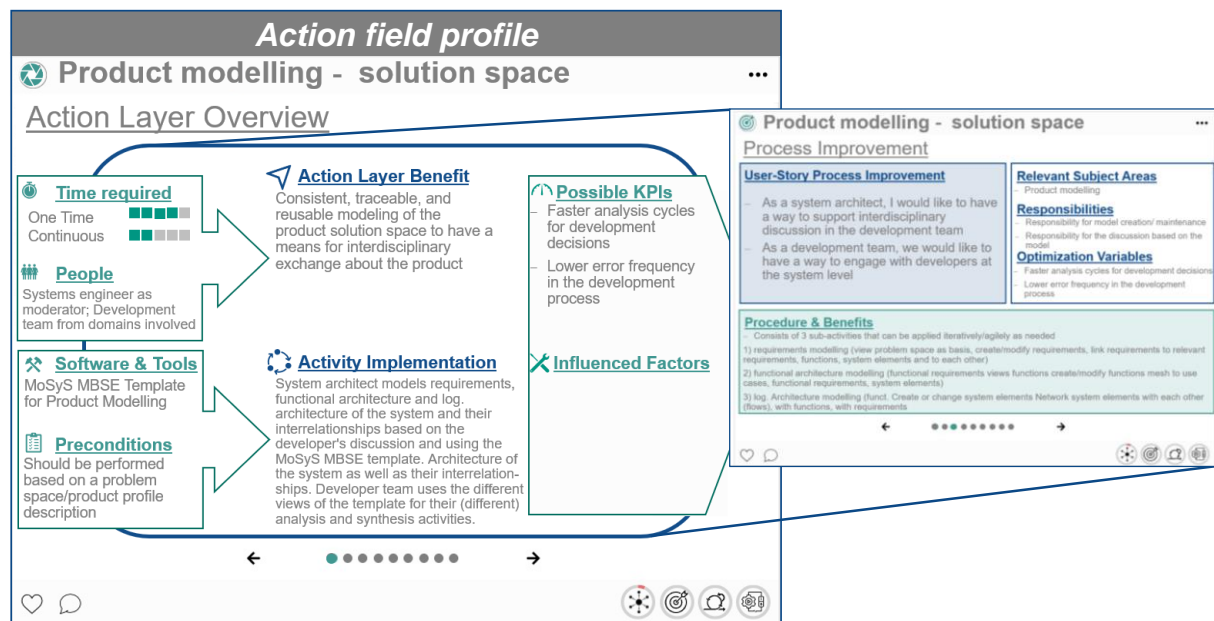 Action field profile
Product modelling - solution space
Action Layer Overview
Time required
One Time
Continuous
People
Systems engineer as
moderator; Development
team from domains involved
Software & Tools
MoSyS MBSE Template
for Product Modelling
Preconditions
Should be performed
based on a problem
space/product profile
description
Action Layer Benefit
Consistent, traceable, and
reusable modeling of the
product solution space to have a
means for interdisciplinary
exchange about the product
Activity Implementation
System architect models requirements,
functional architecture and log.
architecture of the system and their
interrelationships based on the
developer's discussion and using the
MoSyS MBSE template. Architecture of
the system as well as their interrelation-
ships. Developer team uses the different
views of the template for their (different)
analysis and synthesis activities.
Possible KPIs
– Faster analysis cycles
for development
decisions
– Lower error frequency
in the development
process
Influenced Factors
Product modelling - solution space
Process Improvement
User-Story Process Improvement
– As a system architect, I would like to have
a way to support interdisciplinary
discussion in the development team
– As a development team, we would like to
have a way to engage with developers at
the system level
Relevant Subject Areas
– Product modelling
Responsibilities
– Responsibility for model creation/ maintenance
– Responsibility for the discussion based on the
model
Optimization Variables
– Faster analysis cycles for development decisions
– Lower error frequency in the development
process
Procedure & Benefits
– Consists of 3 sub-activities that can be applied iteratively/agilely as needed
1) requirements modelling (view problem space as basis, create/modify requirements, link requirements to relevant
requirements, functions, system elements and to each other)
2) functional architecture modelling (functional requirements views functions create/modify functions mesh to use
cases, functional requirements, system elements)
3) log. Architecture modelling (funct. Create or change system elements Network system elements with each other
(flows), with functions, with requirements